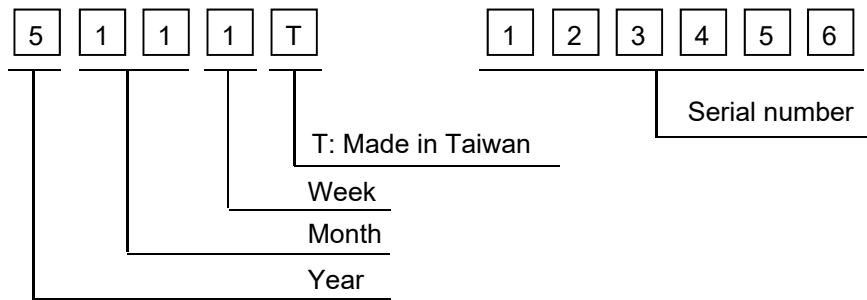 5 1 1 1 T 1 2 3 4 5 6
Serial number
T: Made in Taiwan
Week
Month
Year